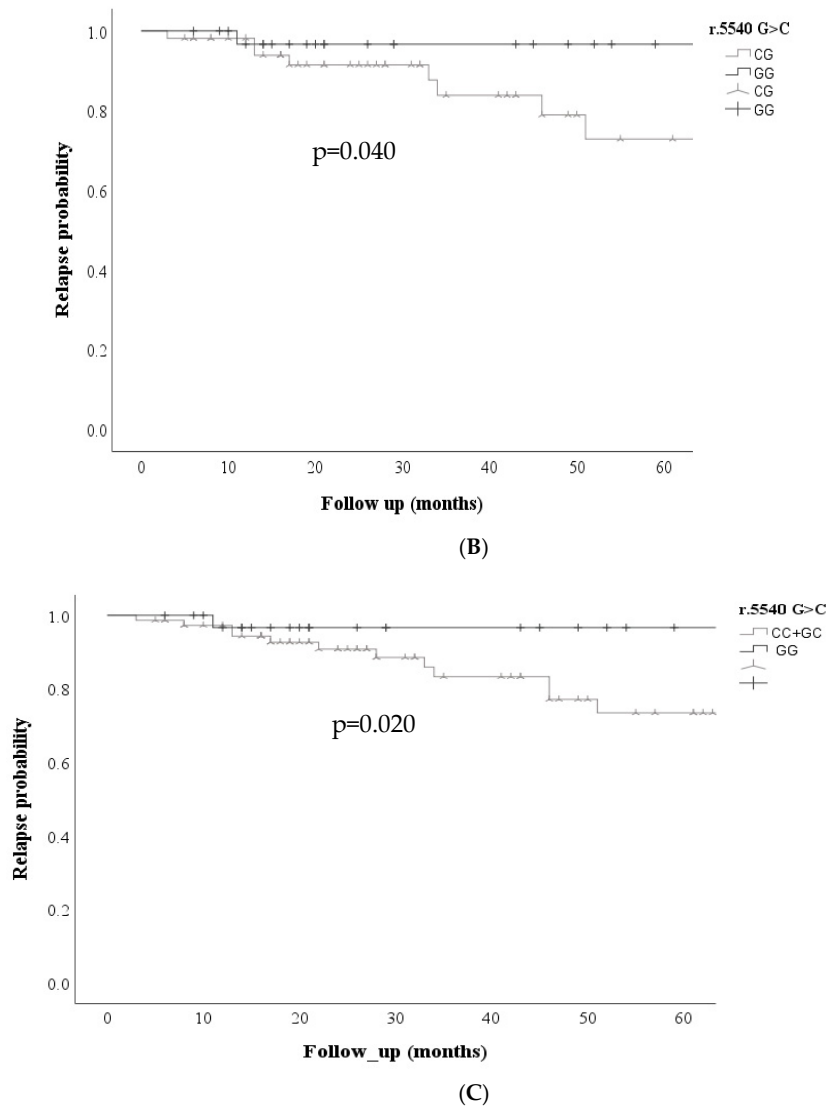 r.5540 G>C
CG
GG
CG
GG
1.0
0.8
0.6
0.4
0.2
0.0
Relapse probability
p=0.040
0 10 20 30 40 50 60
Follow up (months)
(B)
r.5540 G>C
CC+GC
GG
1.0
0.8
0.6
0.4
0.2
0.0
Relapse probability
p=0.020
0 10 20 30 40 50 60
Follow_up (months)
(C)